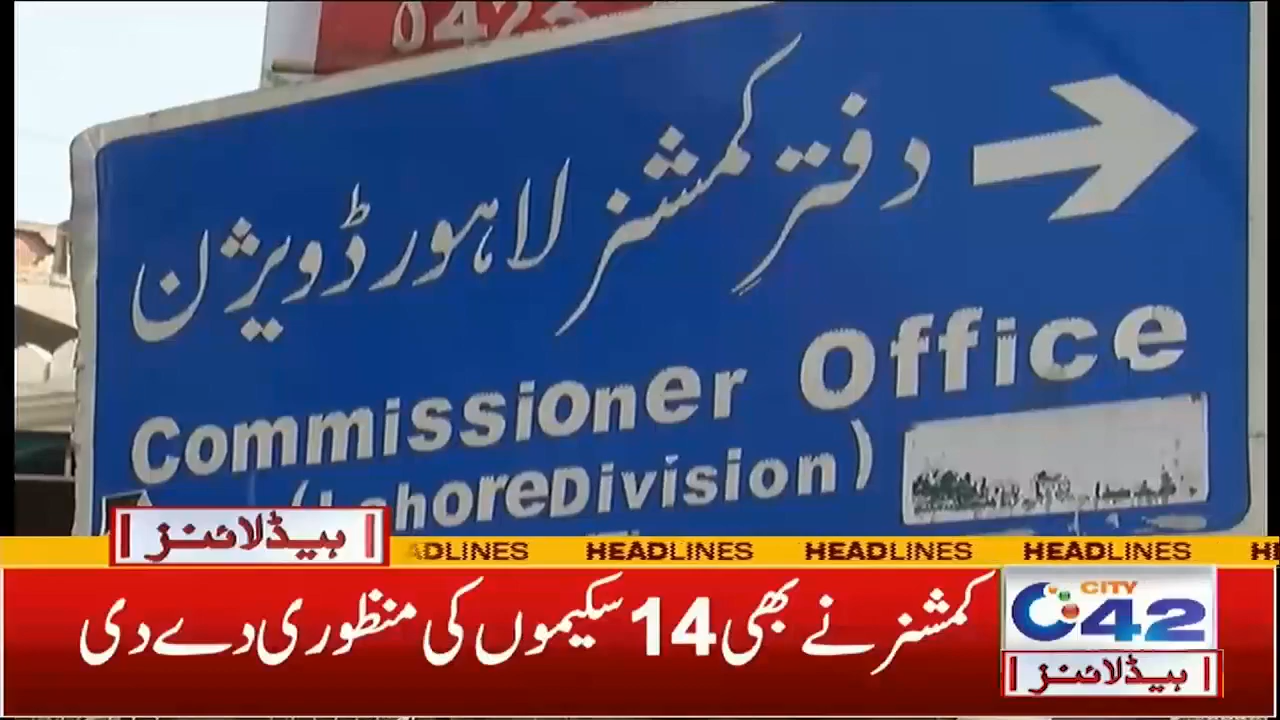 0423
دفتر کمشنر لاہور ڈویژن
Commissioner Office
(LahoreDivision)
ہیڈلائنز
HEADLINES HEADLINES HEADLINES
کمشنر نے بھی 14 سکیموں کی منظوری دے دی
CITY
42
ہیڈلائنز